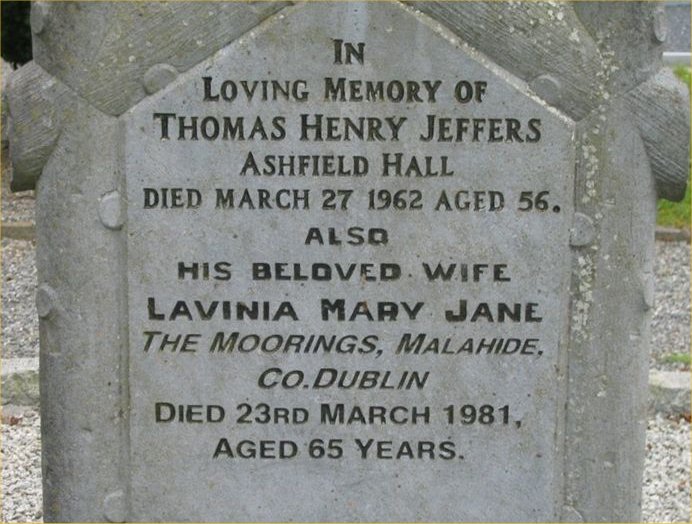 IN
LOVING MEMORY OF
THOMAS HENRY JEFFERS
ASHFIELD HALL
DIED MARCH 27 1962 AGED 56.
ALSO
HIS BELOVED WIFE
LAVINIA MARY JANE
THE MOORINGS, MALAHIDE,
CO. DUBLIN
DIED 23RD MARCH 1981,
AGED 65 YEARS.